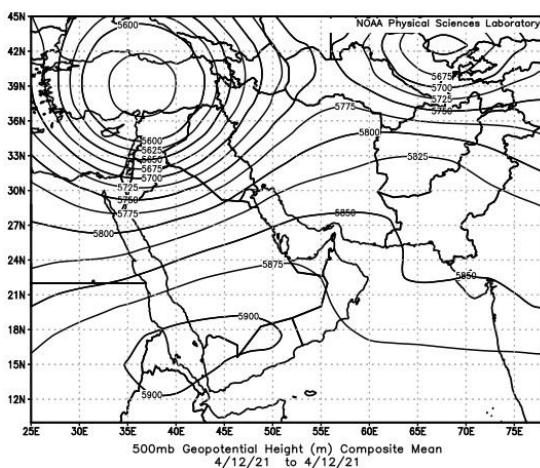 NOAA Physical Sciences Laboratory
45N
42N
39N
36N
33N
30N
27N
24N
21N
18N
15N
12N
5600
5675
5700
5725
5750
5775
5800
5825
5600
5625
5650
5675
5700
5725
5750
5775
5800
5850
5875
5850
5900
5900
25E 30E 35E 40E 45E 50E 55E 60E 65E 70E 75E
500mb Geopotential Height (m) Composite Mean
4/12/21 to 4/12/21